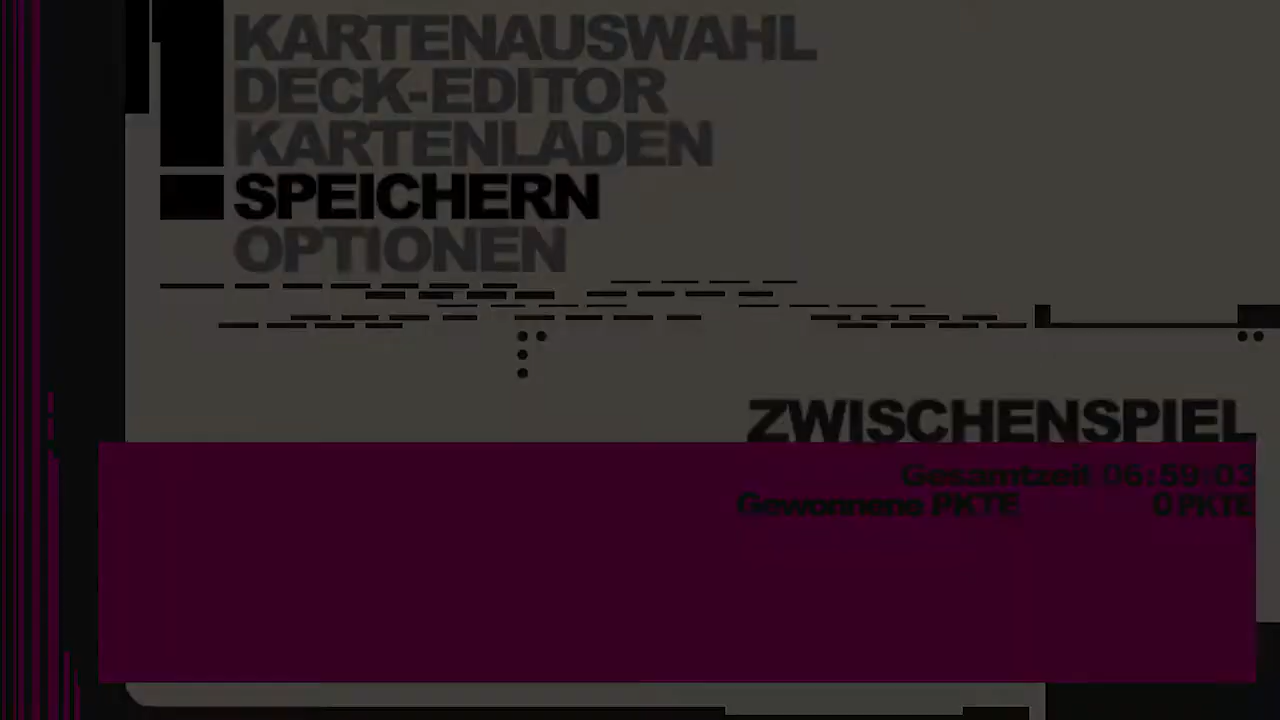 KARTENAUSWAHL
DECK-EDITOR
KARTENLADEN
SPEICHERN
OPTIONEN
ZWISCHENSPIEL
Gesamtzeit 06:59:03
Gewonnene PKTE 0 PKTE